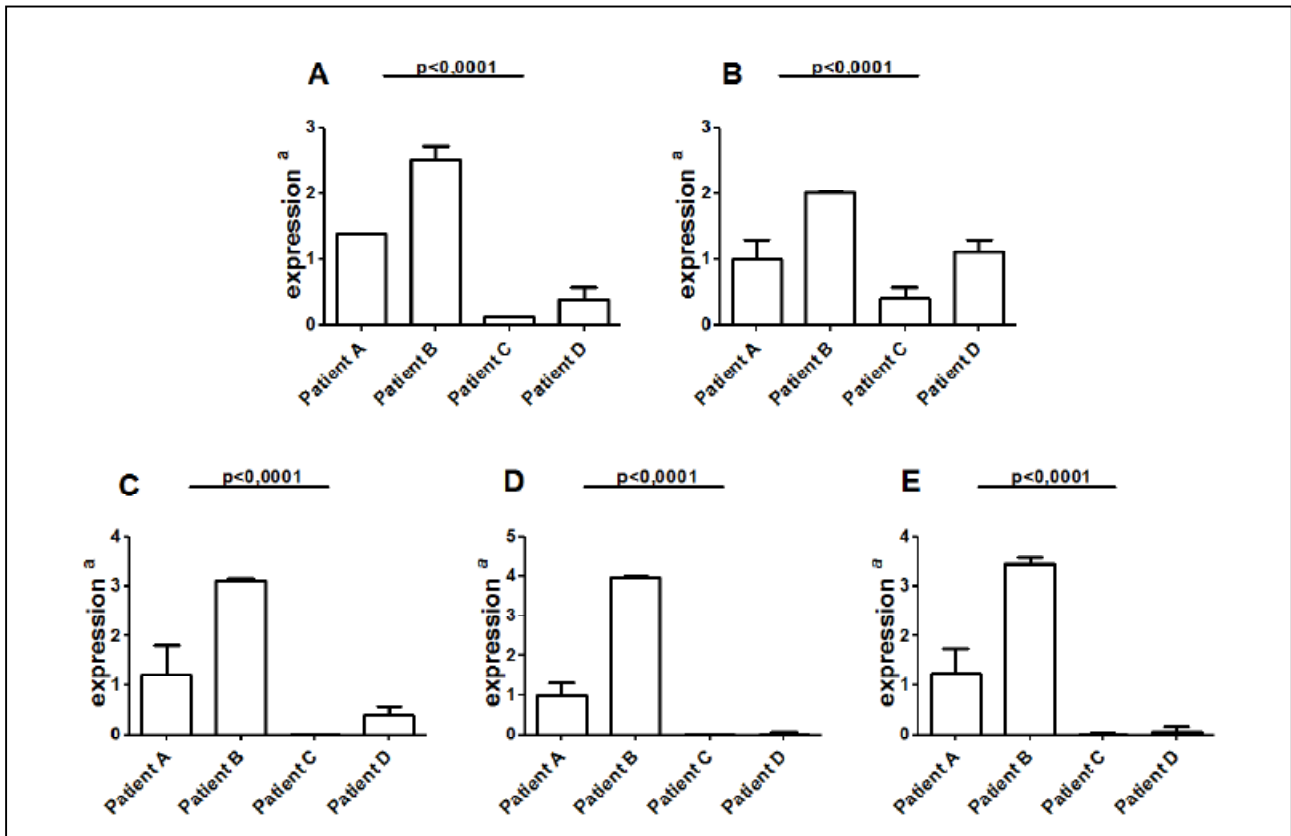 A
p<0,0001
expression a
3
2
1
0
Patient A
Patient B
Patient C
Patient D
B
p<0,0001
expression a
3
2
1
0
Patient A
Patient B
Patient C
Patient D
C
p<0,0001
expression a
4
3
2
1
0
Patient A
Patient B
Patient C
Patient D
D
p<0,0001
expression a
5
4
3
2
1
0
Patient A
Patient B
Patient C
Patient D
E
p<0,0001
expression a
4
3
2
1
0
Patient A
Patient B
Patient C
Patient D